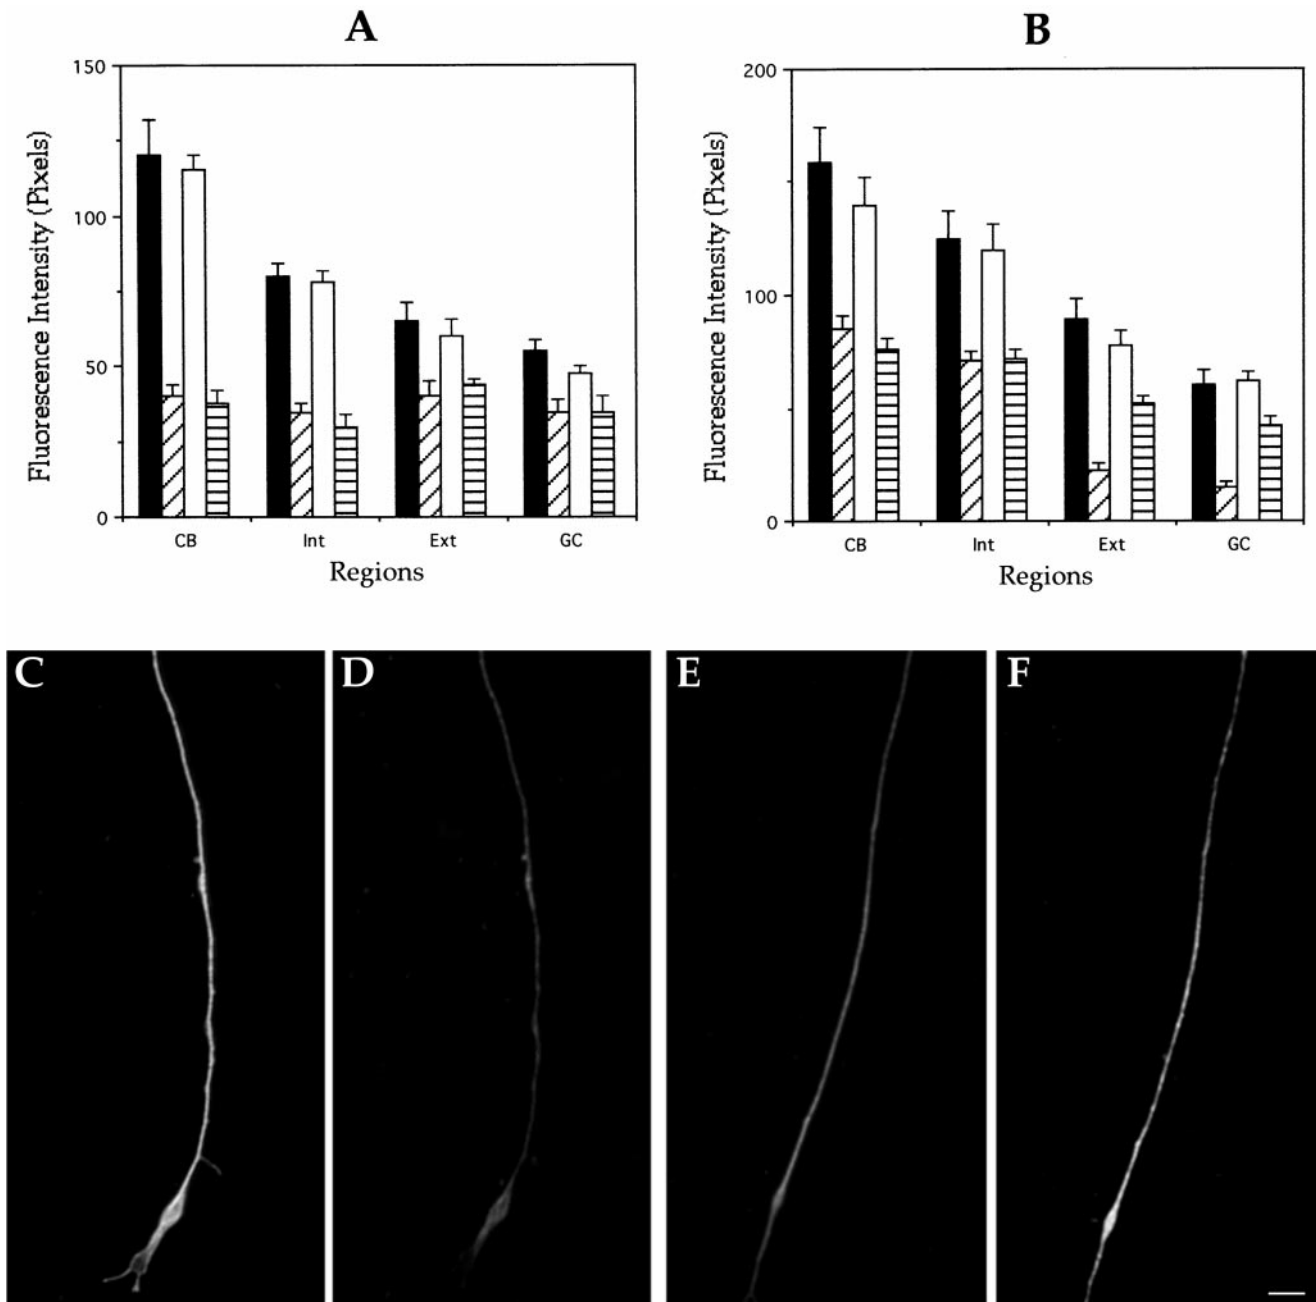 A
Fluorescence Intensity (Pixels)
150
100
50
0
CB Int Ext GC
Regions
B
Fluorescence Intensity (Pixels)
200
100
0
CB Int Ext GC
Regions
C D E F